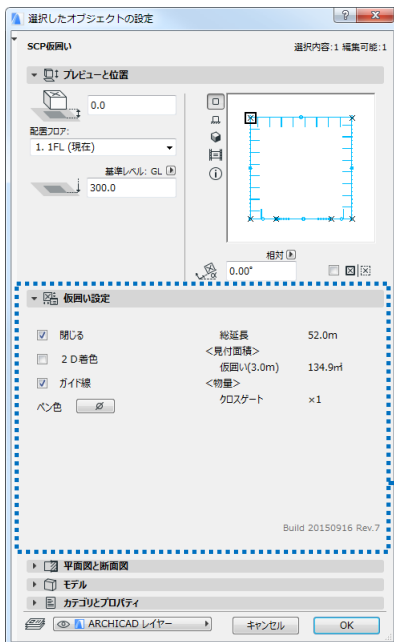 選択したオブジェクトの設定
SCP仮囲い 選択内容:1 編集可能:1
プレビューと位置
0.0
配置フロア:
1. 1FL (現在)
基準レベル: GL
300.0
相対
0.00°
仮囲い設定
閉じる 総延長 52.0m
<見付面積>
2D着色 仮囲い(3.0m) 134.9㎡
ガイド線 <物量>
ペン色 クロスゲート ×1
Build 20150916 Rev.7
平面図と断面図
モデル
カテゴリとプロパティ
ARCHICAD レイヤー キャンセル OK